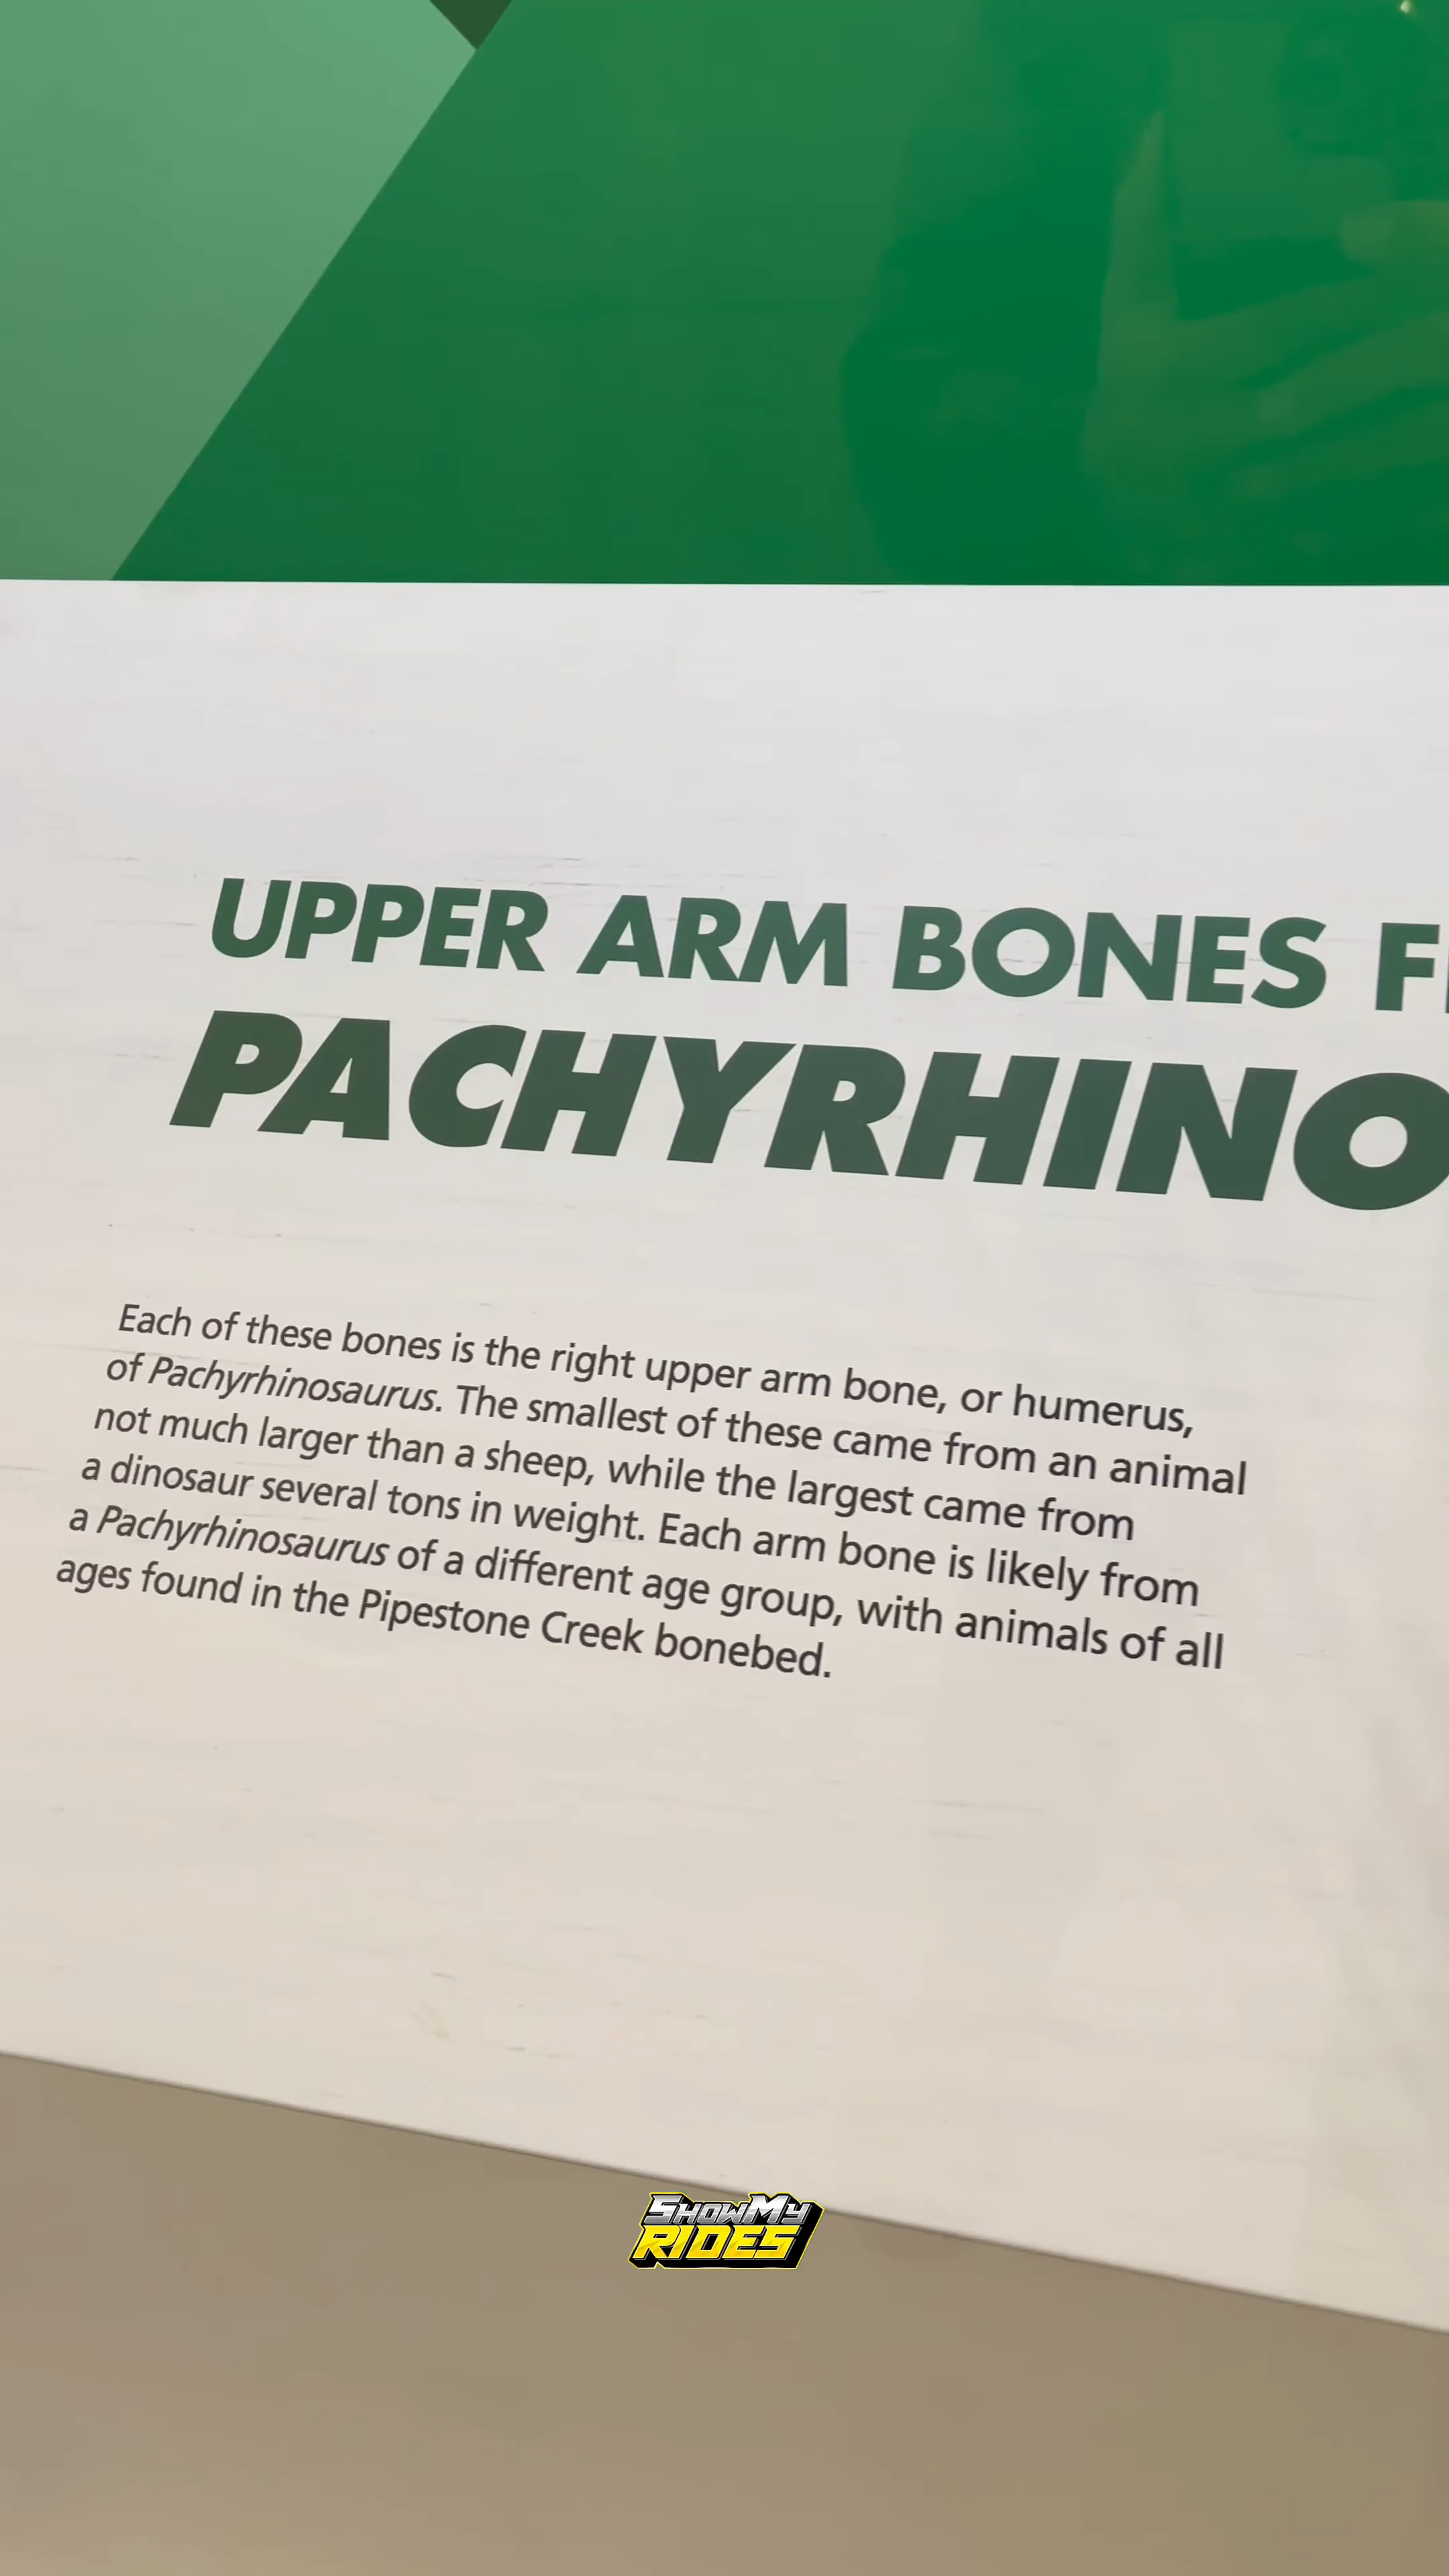 UPPER ARM BONES F
PACHYRHINO
Each of these bones is the right upper arm bone, or humerus,
of Pachyrhinosaurus. The smallest of these came from an animal
not much larger than a sheep, while the largest came from
a dinosaur several tons in weight. Each arm bone is likely from
a Pachyrhinosaurus of a different age group, with animals of all
ages found in the Pipestone Creek bonebed.
SHOWMY
RIDES